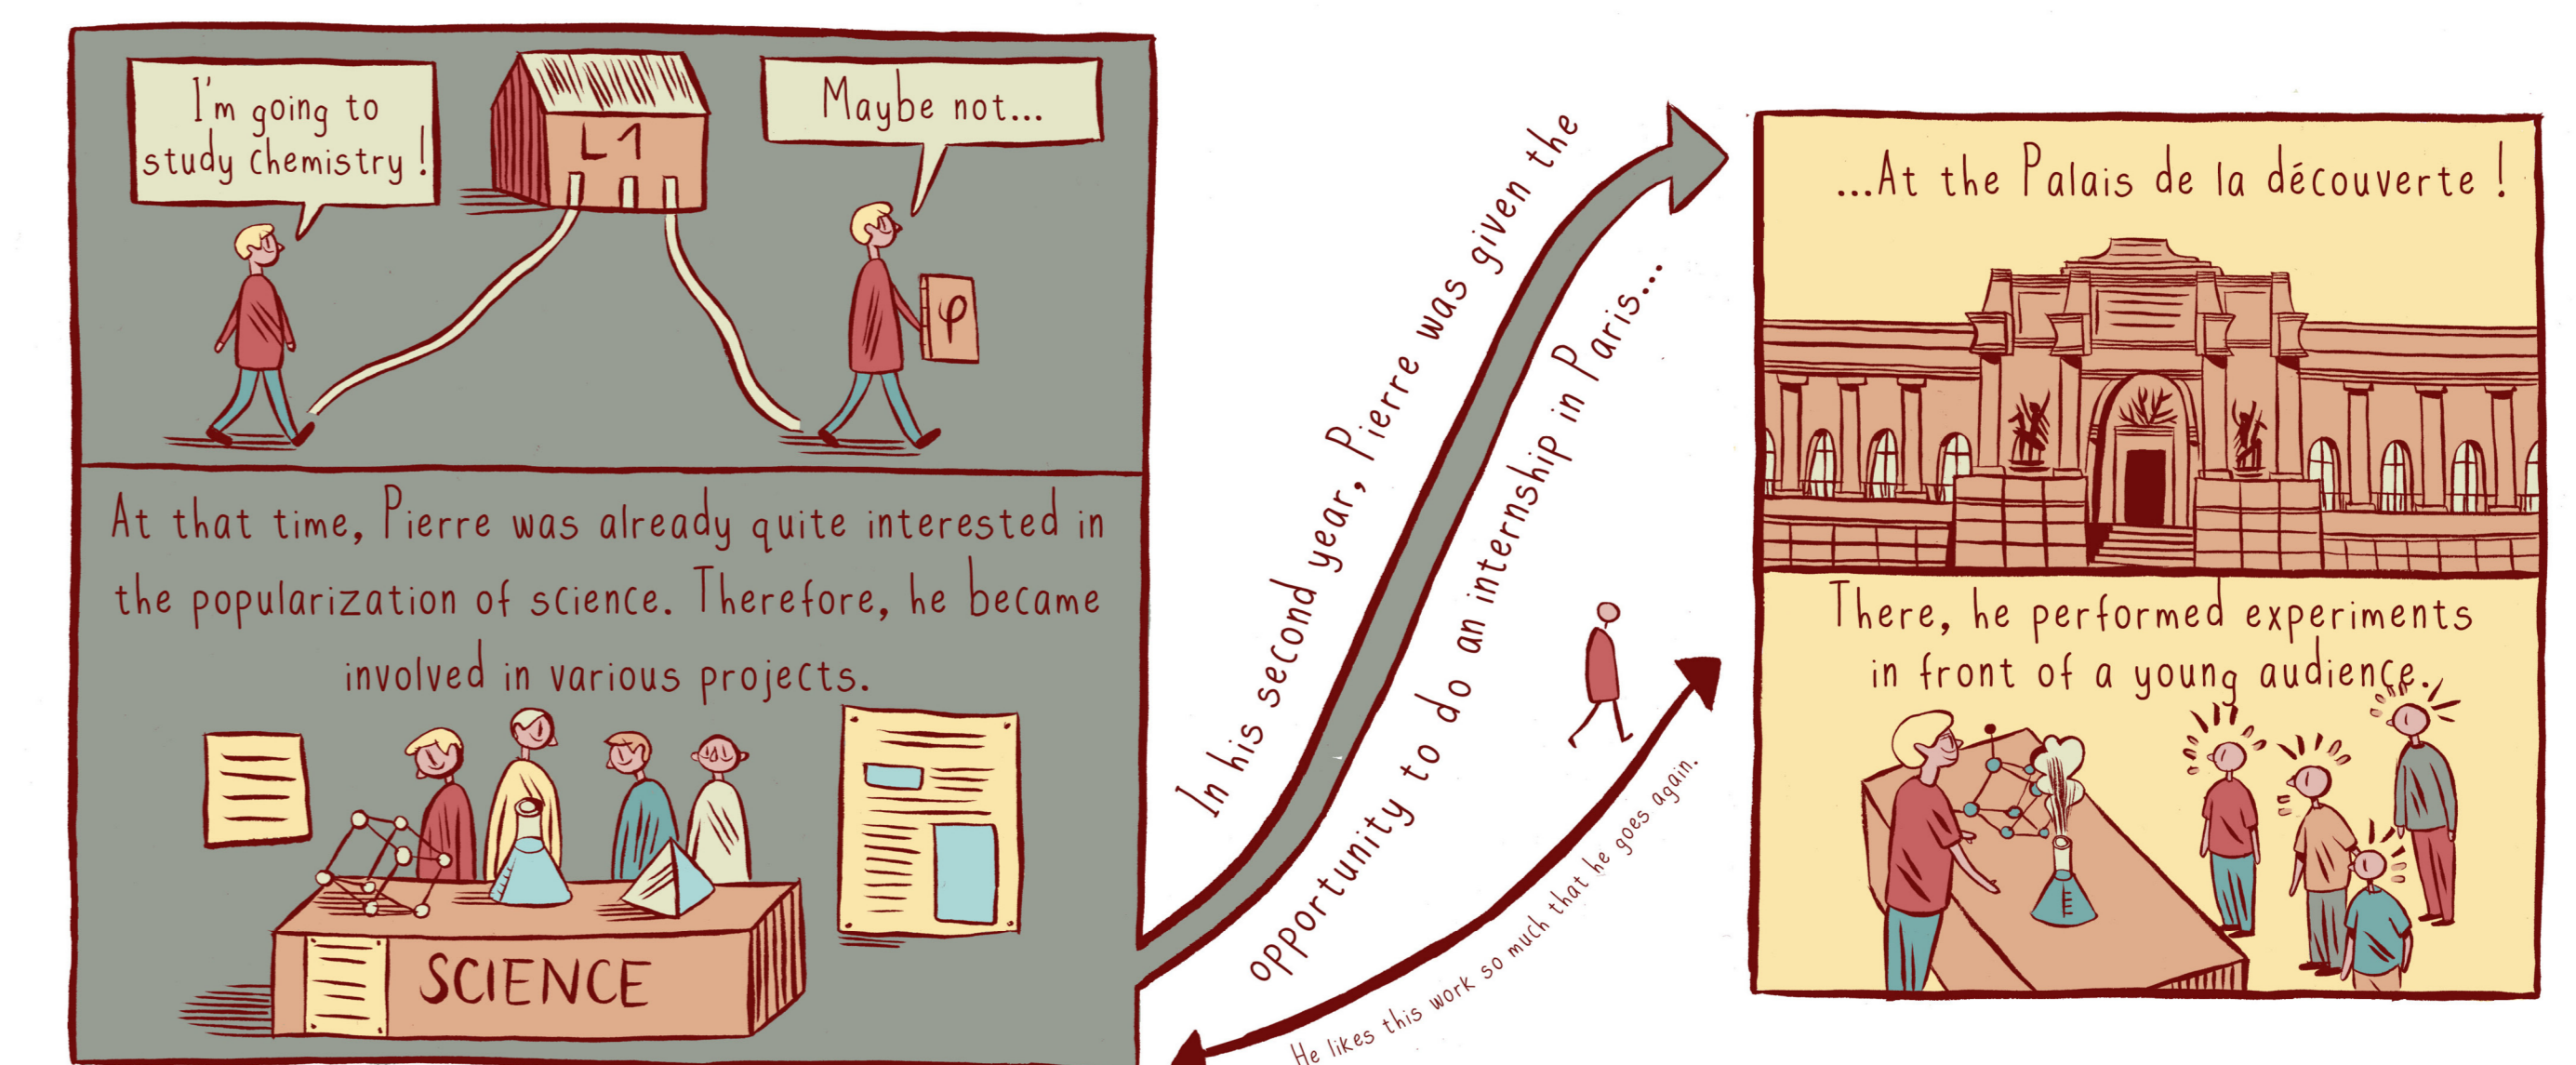 I'm going to
study chemistry !
L1
Maybe not...
φ
At that time, Pierre was already quite interested in
the popularization of science. Therefore, he became
involved in various projects.
SCIENCE
In his second year, Pierre was given the
opportunity to do an internship in Paris...
He likes this work so much that he goes again.
...At the Palais de la découverte !
There, he performed experiments
in front of a young audience.